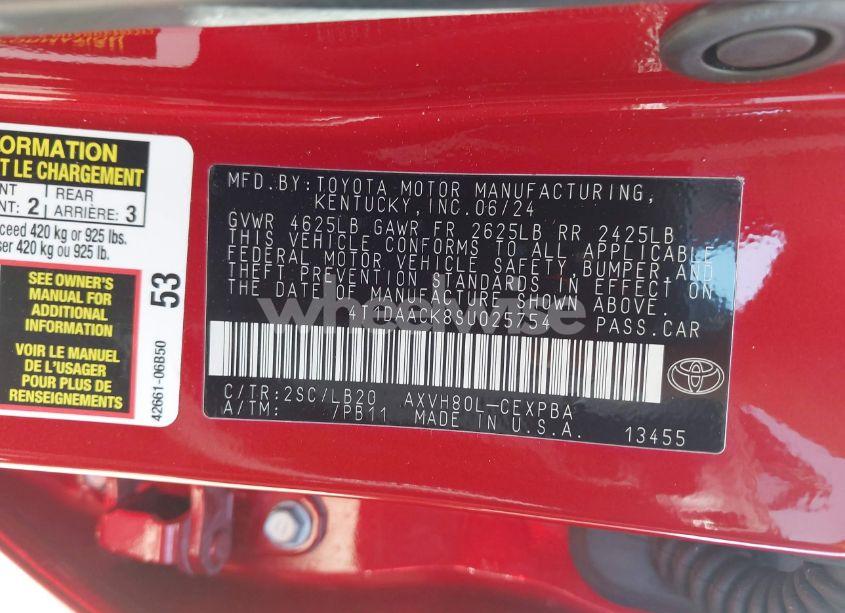 FORMATION
T LE CHARGEMENT
NT REAR
NT: 2 ARRIÈRE: 3
ceed 420 kg or 925 lbs.
ser 420 kg ou 925 lb.
SEE OWNER'S
MANUAL FOR
ADDITIONAL
INFORMATION
VOIR LE MANUEL
DE L'USAGER
POUR PLUS DE
RENSEIGNEMENTS
53
42661-06B50
MFD.BY:TOYOTA MOTOR MANUFACTURING,
KENTUCKY, INC.06/24
GVWR 4625LB GAWR FR 2625LB RR 2425LB
THIS VEHICLE CONFORMS TO ALL APPLICABLE
FEDERAL MOTOR VEHICLE SAFETY,BUMPER AND
THEFT PREVENTION STANDARDS IN EFFECT ON
THE DATE OF MANUFACTURE SHOWN ABOVE.
4T1DAACK8SU025754 PASS.CAR
C/TR:2SC/LB20 AXVH80L-CEXPBA
A/TM: /PB11 MADE IN U.S.A. 13455
wheelwise